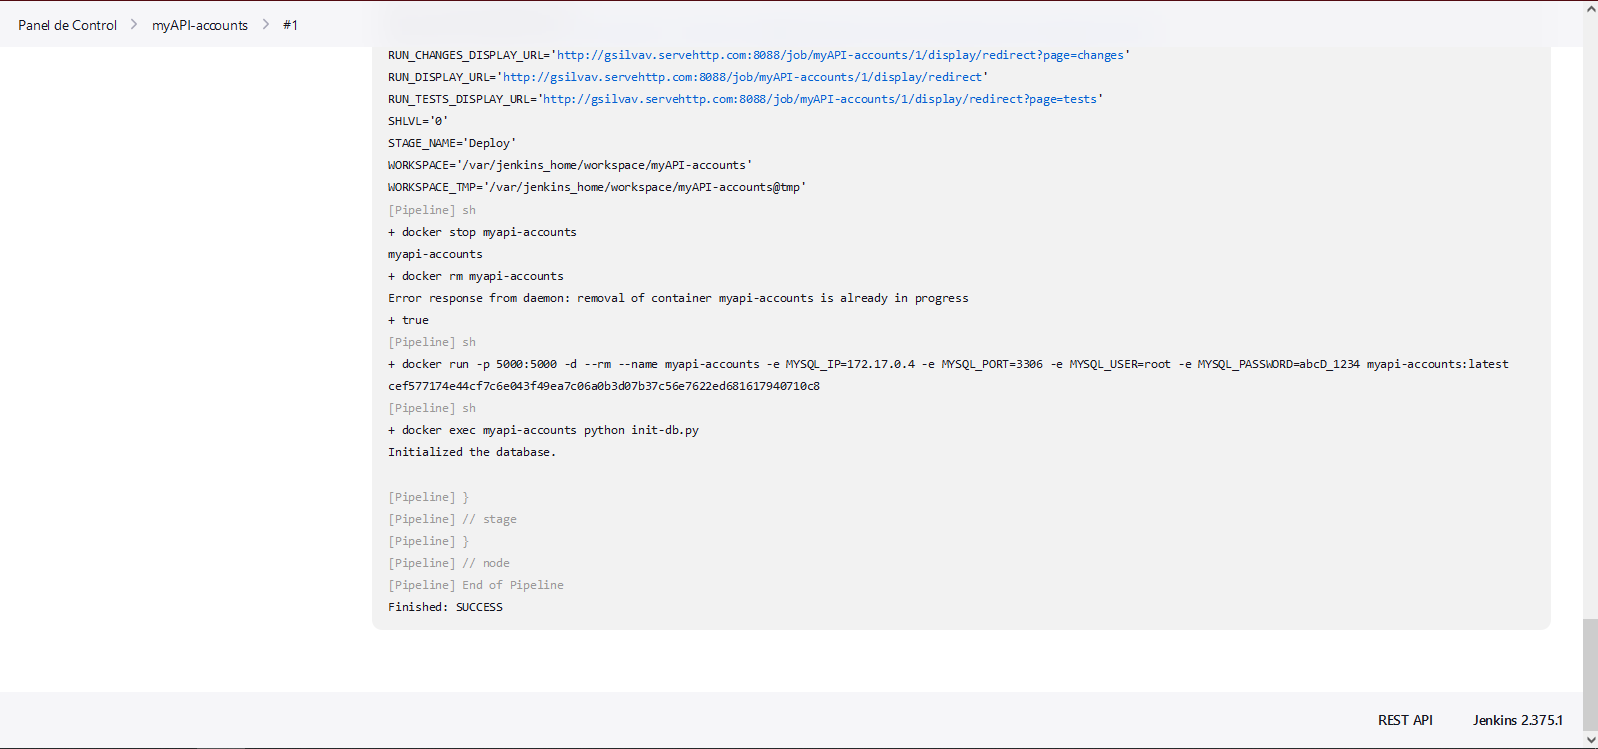 Panel de Control > myAPI-accounts > #1
RUN_CHANGES_DISPLAY_URL='http://gsilvav.servehttp.com:8088/job/myAPI-accounts/1/display/redirect?page=changes'
RUN_DISPLAY_URL='http://gsilvav.servehttp.com:8088/job/myAPI-accounts/1/display/redirect'
RUN_TESTS_DISPLAY_URL='http://gsilvav.servehttp.com:8088/job/myAPI-accounts/1/display/redirect?page=tests'
SHLVL='0'
STAGE_NAME='Deploy'
WORKSPACE='/var/jenkins_home/workspace/myAPI-accounts'
WORKSPACE_TMP='/var/jenkins_home/workspace/myAPI-accounts@tmp'
[Pipeline] sh
+ docker stop myapi-accounts
myapi-accounts
+ docker rm myapi-accounts
Error response from daemon: removal of container myapi-accounts is already in progress
+ true
[Pipeline] sh
+ docker run -p 5000:5000 -d --rm --name myapi-accounts -e MYSQL_IP=172.17.0.4 -e MYSQL_PORT=3306 -e MYSQL_USER=root -e MYSQL_PASSWORD=abcD_1234 myapi-accounts:latest
cef577174e44cf7c6e043f49ea7c06a0b3d07b37c56e7622ed681617940710c8
[Pipeline] sh
+ docker exec myapi-accounts python init-db.py
Initialized the database.
[Pipeline] }
[Pipeline] // stage
[Pipeline] }
[Pipeline] // node
[Pipeline] End of Pipeline
Finished: SUCCESS
REST API Jenkins 2.375.1